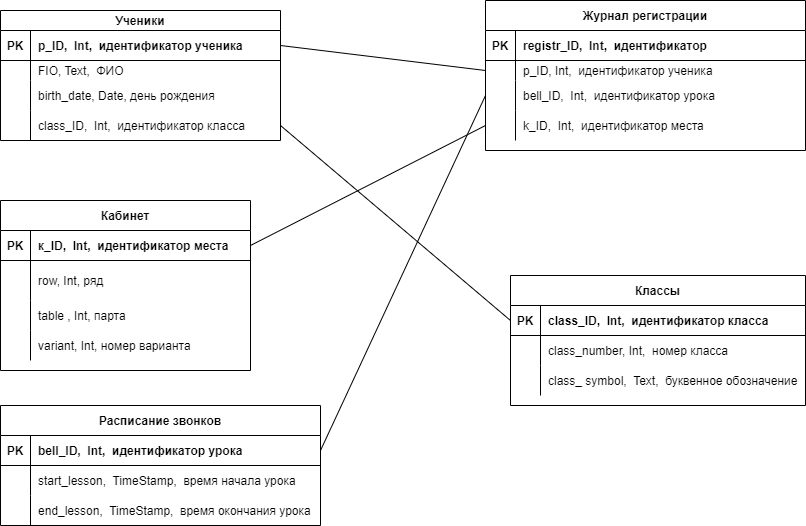 Ученики
PK p_ID, Int, идентификатор ученика
FIO, Text, ФИО
birth_date, Date, день рождения
class_ID, Int, идентификатор класса
Журнал регистрации
PK registr_ID, Int, идентификатор
p_ID, Int, идентификатор ученика
bell_ID, Int, идентификатор урока
k_ID, Int, идентификатор места
Кабинет
PK к_ID, Int, идентификатор места
row, Int, ряд
table , Int, парта
variant, Int, номер варианта
Классы
PK class_ID, Int, идентификатор класса
class_number, Int, номер класса
class_ symbol, Text, буквенное обозначение
Расписание звонков
PK bell_ID, Int, идентификатор урока
start_lesson, TimeStamp, время начала урока
end_lesson, TimeStamp, время окончания урока